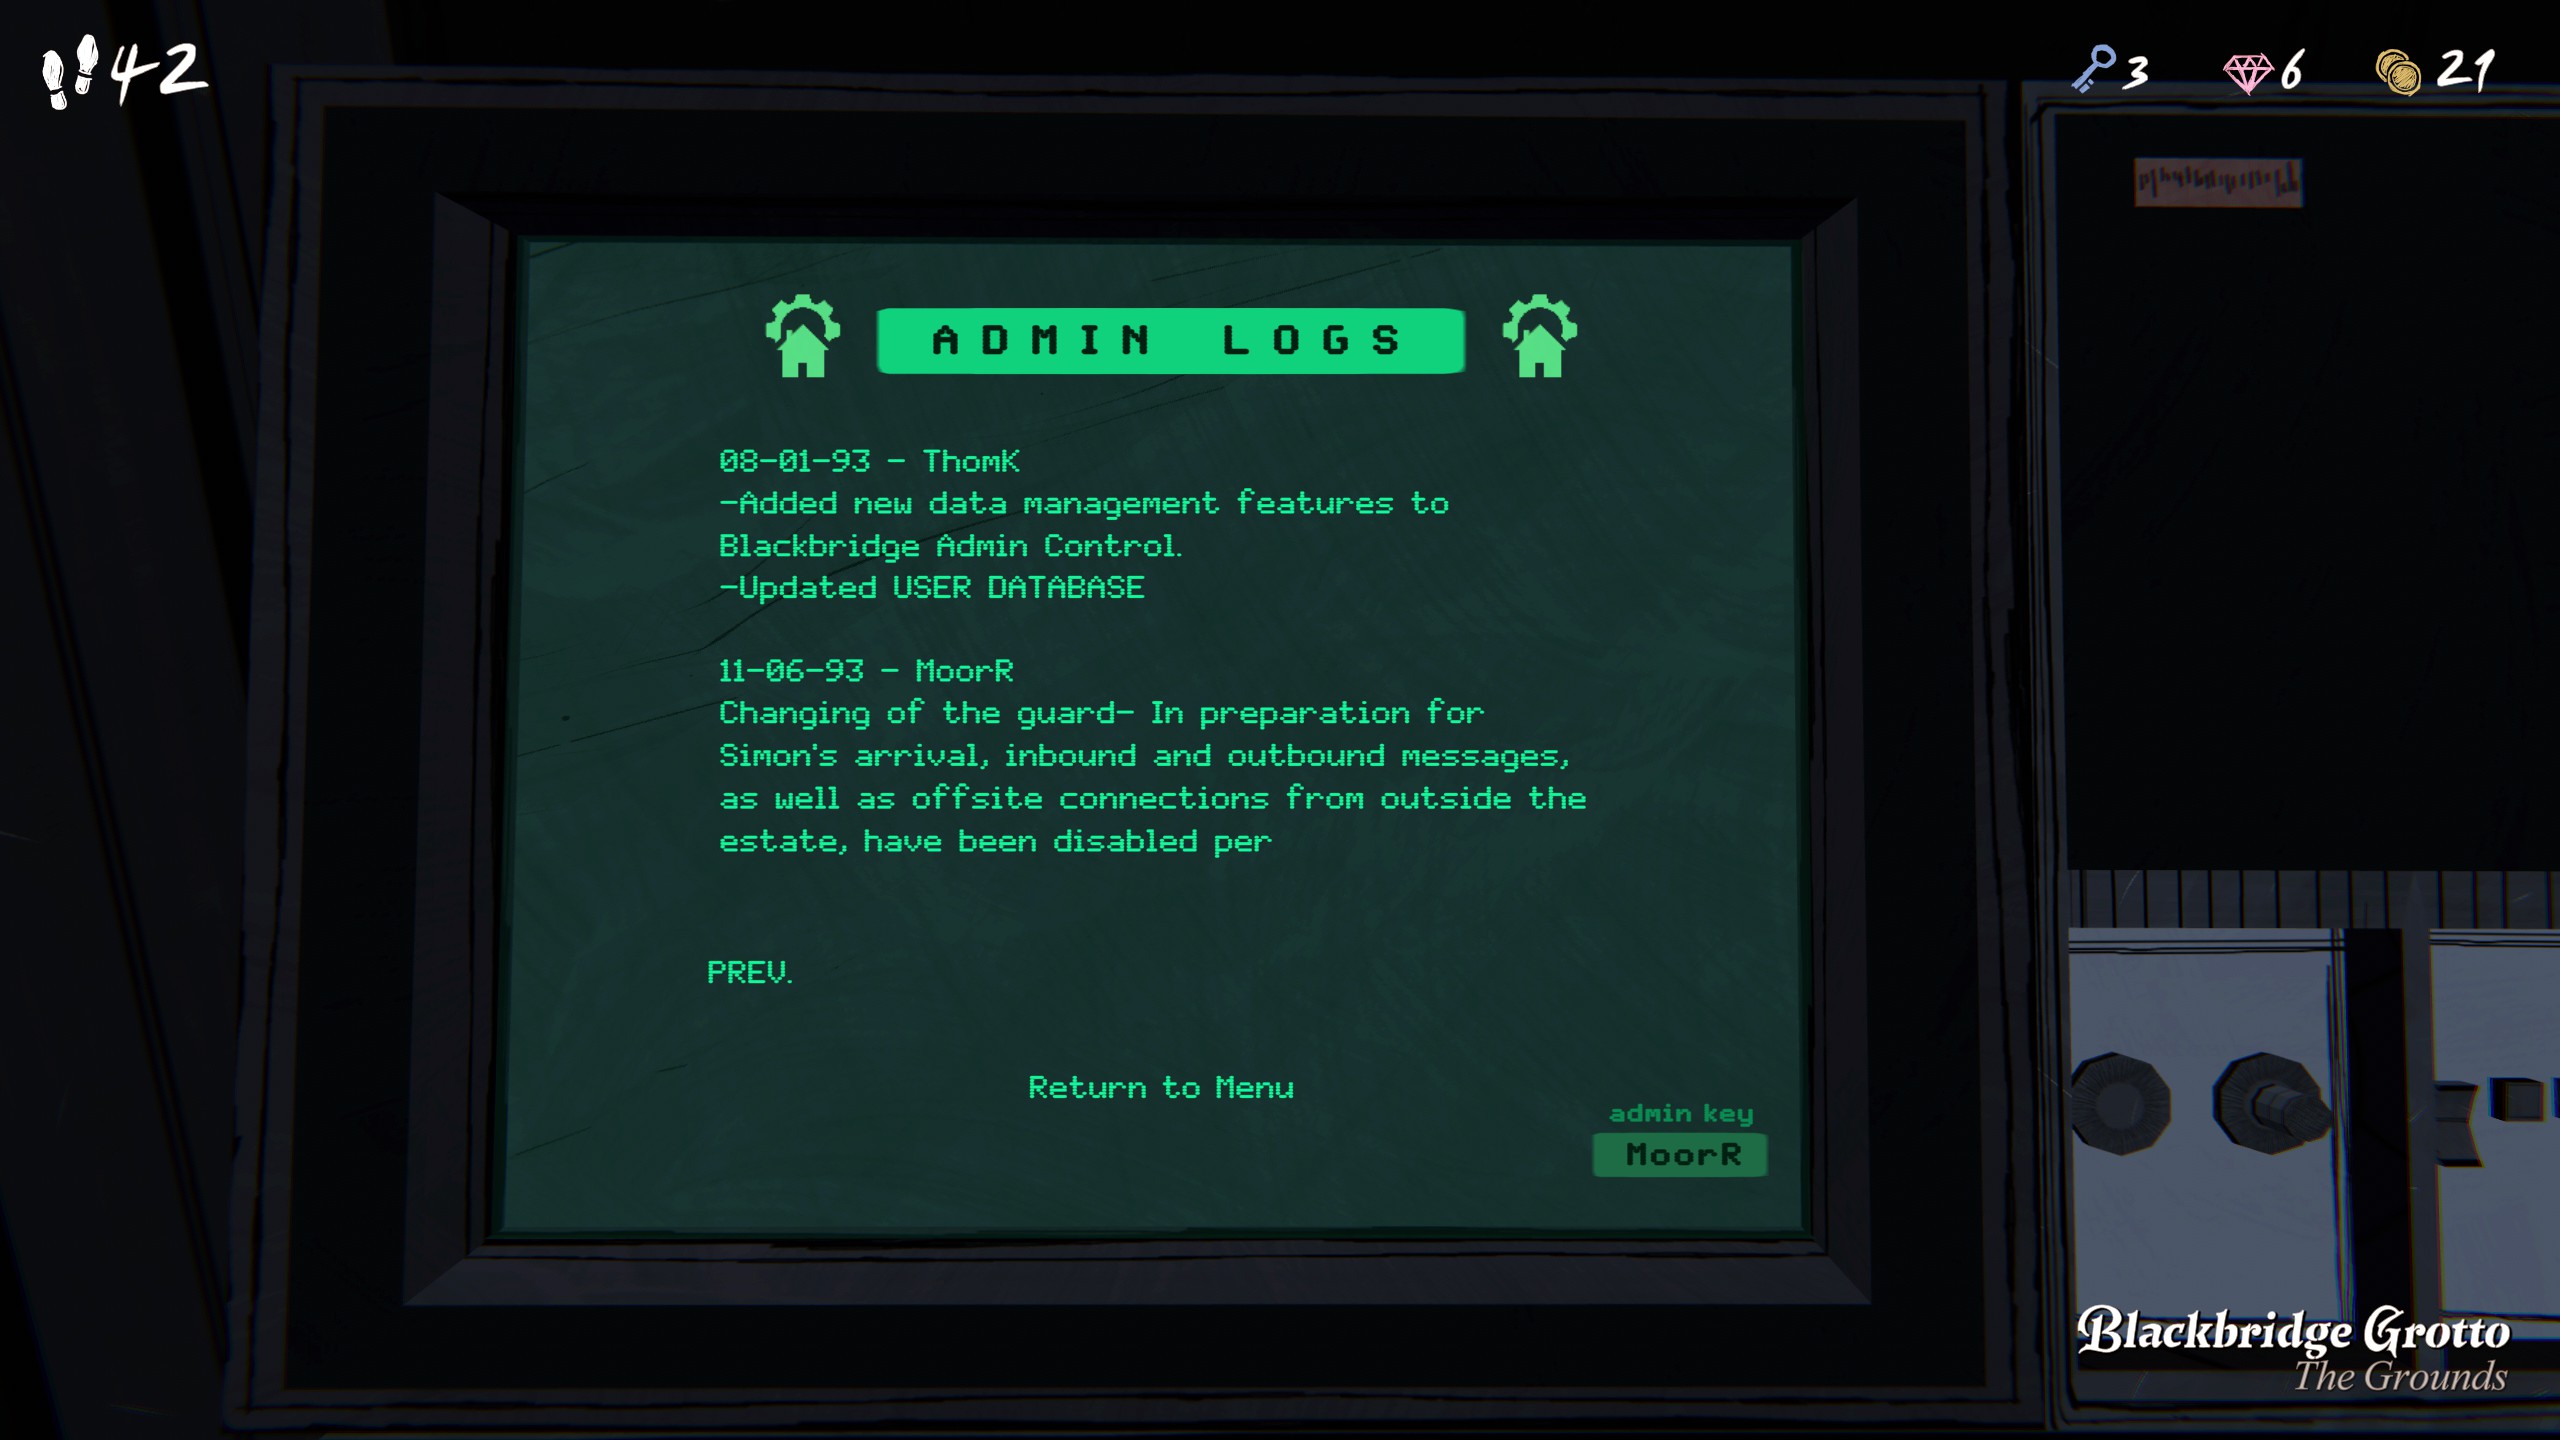 42
3
6
21
ADMIN LOGS
08-01-93 - ThomK
-Added new data management features to
Blackbridge Admin Control.
-Updated USER DATABASE
11-06-93 - MoorR
Changing of the guard- In preparation for
Simon's arrival, inbound and outbound messages,
as well as offsite connections from outside the
estate, have been disabled per
PREV.
Return to Menu
admin key
MoorR
Blackbridge Grotto
The Grounds